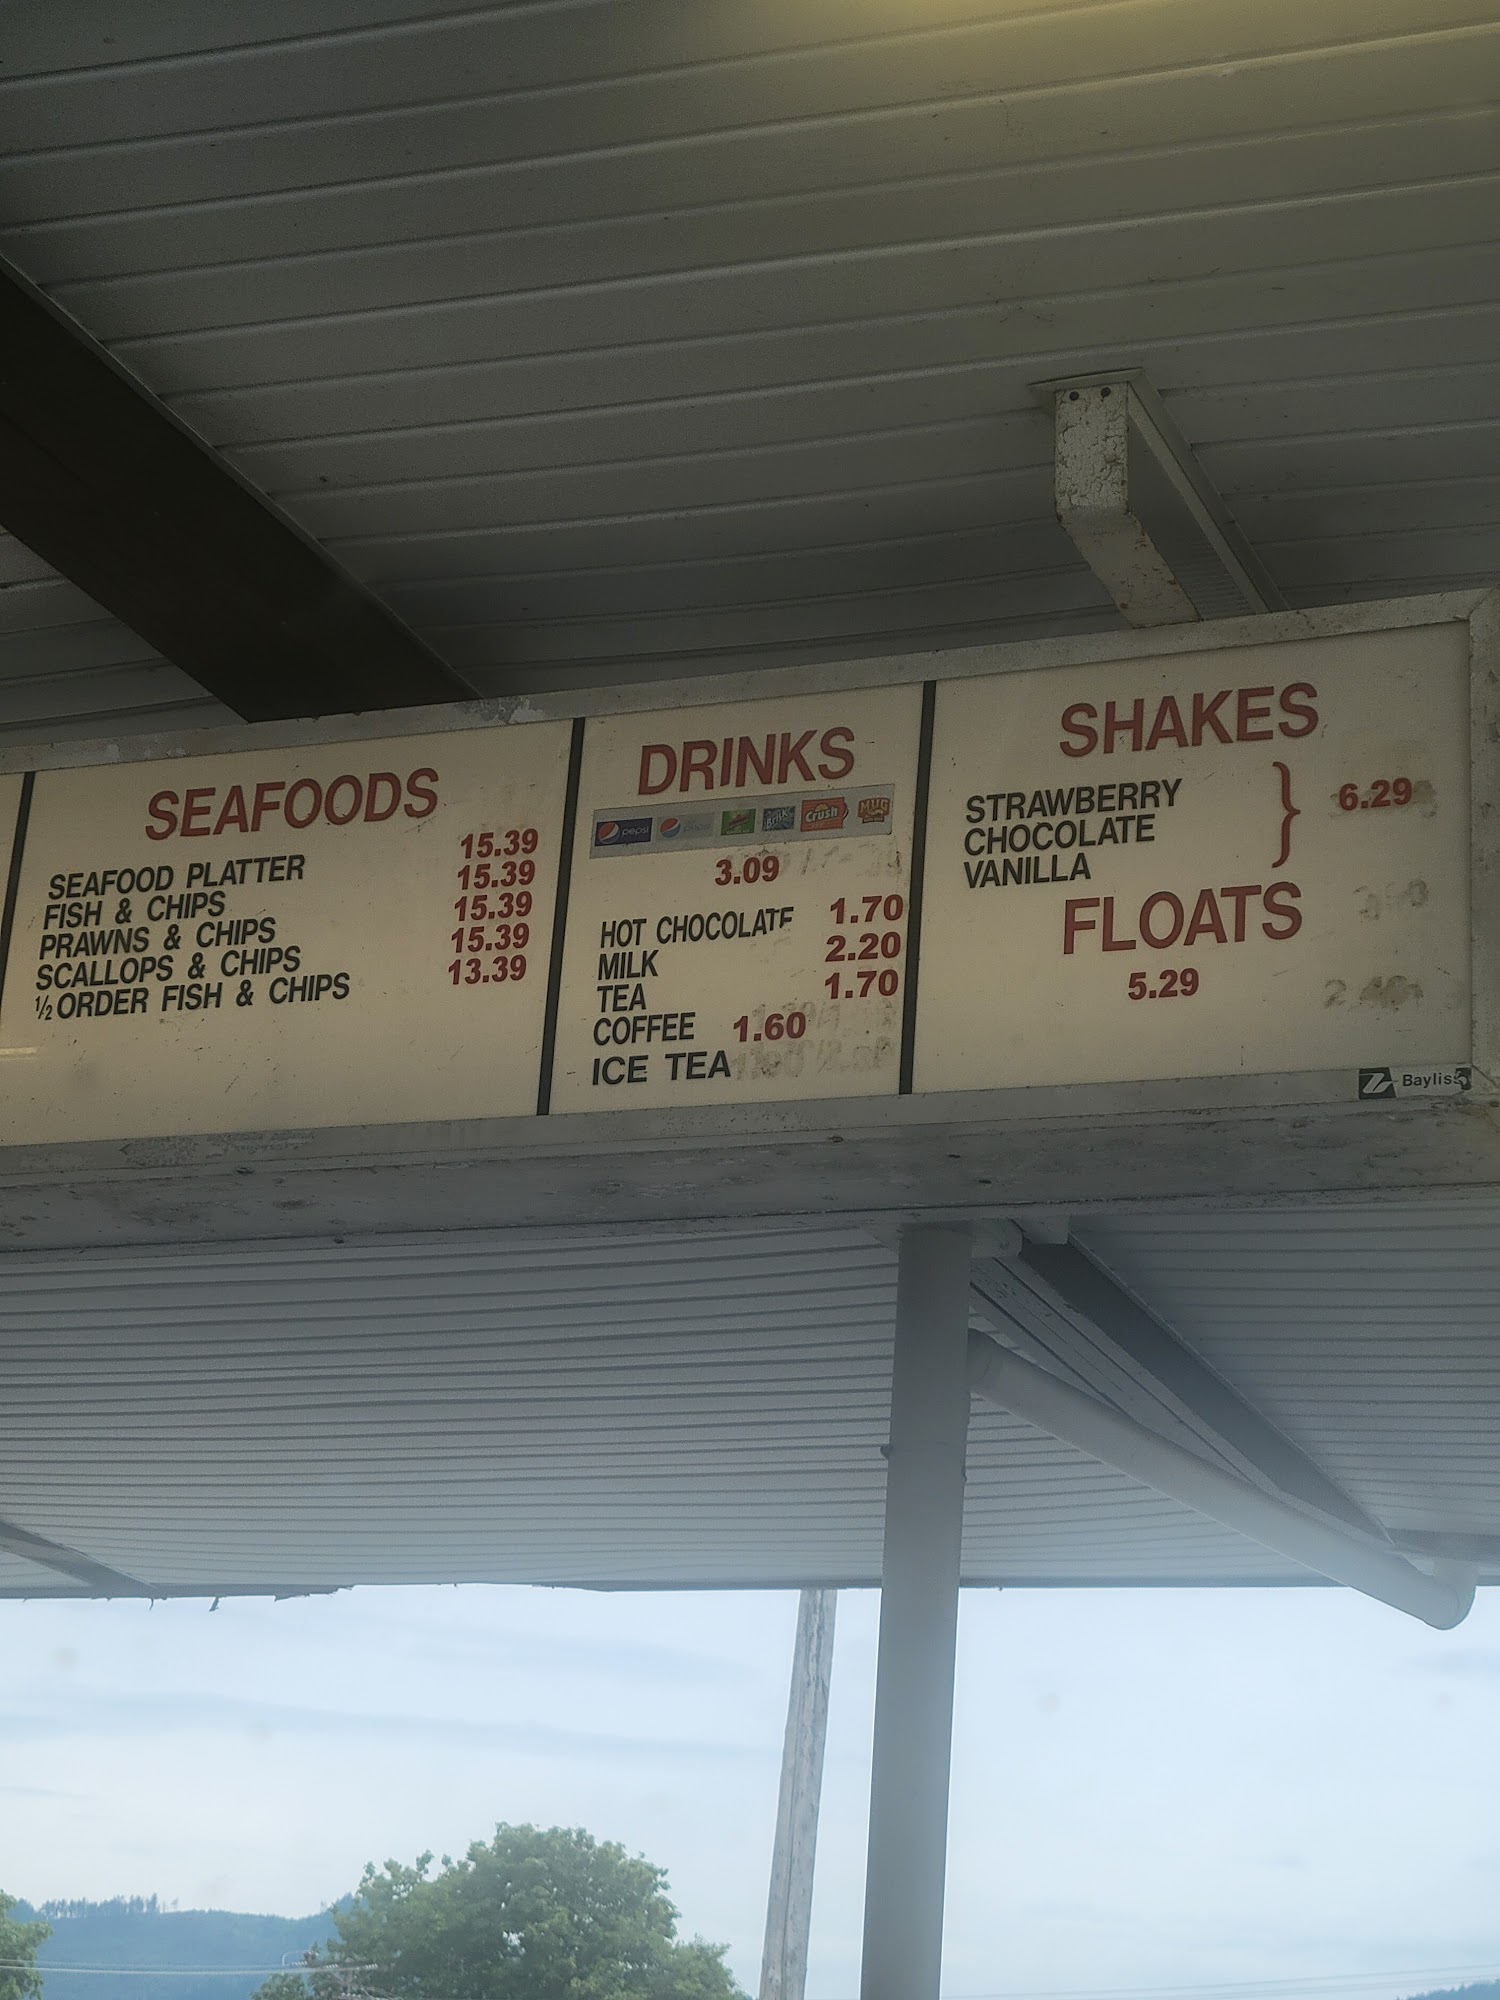 SEAFOODS
SEAFOOD PLATTER 15.39
FISH & CHIPS 15.39
PRAWNS & CHIPS 15.39
SCALLOPS & CHIPS 15.39
½ ORDER FISH & CHIPS 13.39
DRINKS
pepsi Crush MUG
3.09
HOT CHOCOLATE 1.70
MILK 2.20
TEA 1.70
COFFEE 1.60
ICE TEA
SHAKES
STRAWBERRY
CHOCOLATE } 6.29
VANILLA
FLOATS
5.29
Bayliss